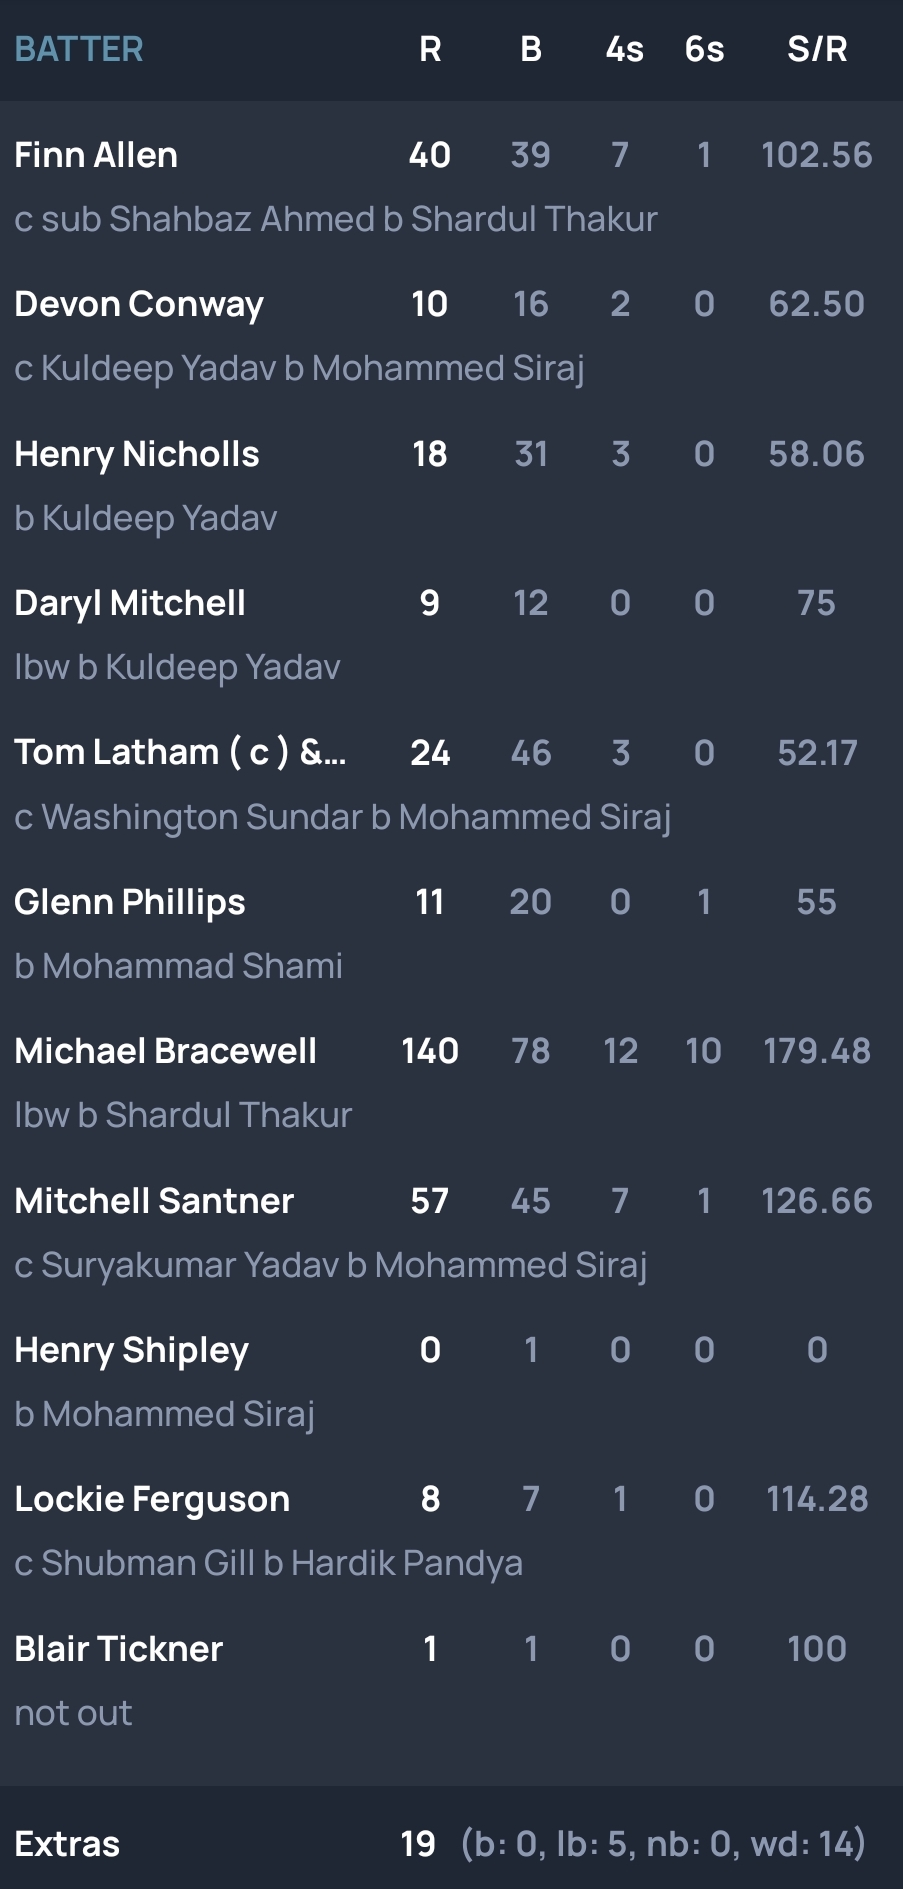 BATTER R B 4s 6s S/R
Finn Allen 40 39 7 1 102.56
c sub Shahbaz Ahmed b Shardul Thakur
Devon Conway 10 16 2 0 62.50
c Kuldeep Yadav b Mohammed Siraj
Henry Nicholls 18 31 3 0 58.06
b Kuldeep Yadav
Daryl Mitchell 9 12 0 0 75
lbw b Kuldeep Yadav
Tom Latham ( c ) &... 24 46 3 0 52.17
c Washington Sundar b Mohammed Siraj
Glenn Phillips 11 20 0 1 55
b Mohammad Shami
Michael Bracewell 140 78 12 10 179.48
lbw b Shardul Thakur
Mitchell Santner 57 45 7 1 126.66
c Suryakumar Yadav b Mohammed Siraj
Henry Shipley 0 1 0 0 0
b Mohammed Siraj
Lockie Ferguson 8 7 1 0 114.28
c Shubman Gill b Hardik Pandya
Blair Tickner 1 1 0 0 100
not out
Extras 19 (b: 0, lb: 5, nb: 0, wd: 14)